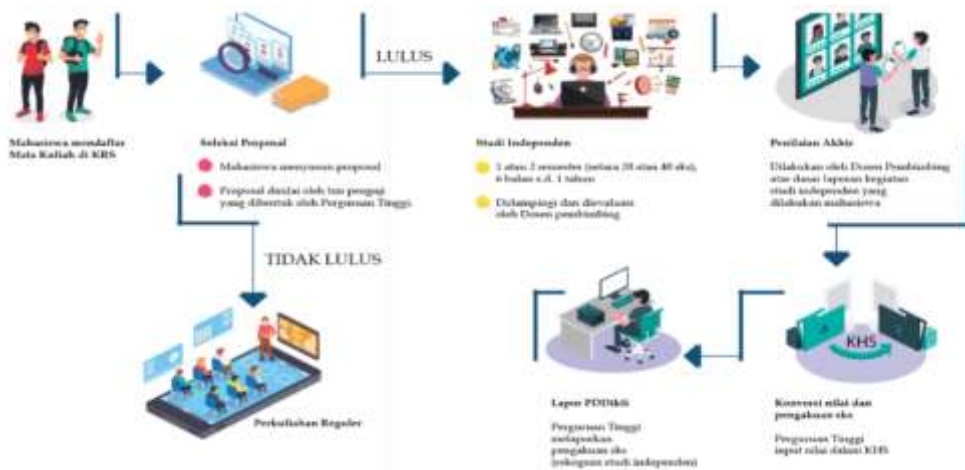 LULUS
Mahasiswa mendaftar
Mata Kuliah di KRS
Seleksi Proposal
Mahasiswa menyusun proposal
Proposal dinilai oleh tim penguji
yang dibentuk oleh Perguruan Tinggi.
Studi Independen
1 atau 2 semester (setara 20 atau 40 sks),
6 bulan s.d. 1 tahun
Didampingi dan dievaluasi
oleh Dosen pembimbing
Penilaian Akhir
Dilakukan oleh Dosen Pembimbing
atas dasar laporan kegiatan
studi independen yang
dilakukan mahasiswa
TIDAK LULUS
Perkuliahan Reguler
KHS
Lapor PDDikti
Perguruan Tinggi
melaporkan
pengakuan sks
(rekognisi studi independen)
Konversi nilai dan
pengakuan sks
Perguruan Tinggi
input nilai dalam KHS